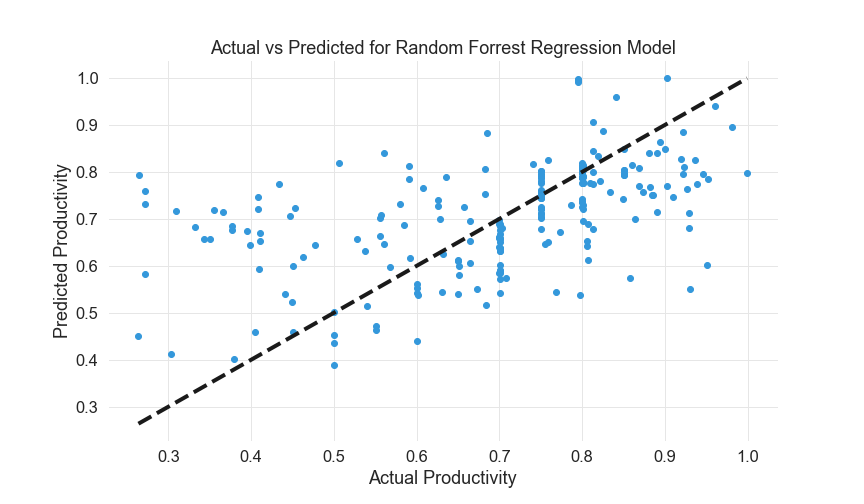 Actual vs Predicted for Random Forrest Regression Model
Predicted Productivity
1.0
0.9
0.8
0.7
0.6
0.5
0.4
0.3
0.3 0.4 0.5 0.6 0.7 0.8 0.9 1.0
Actual Productivity